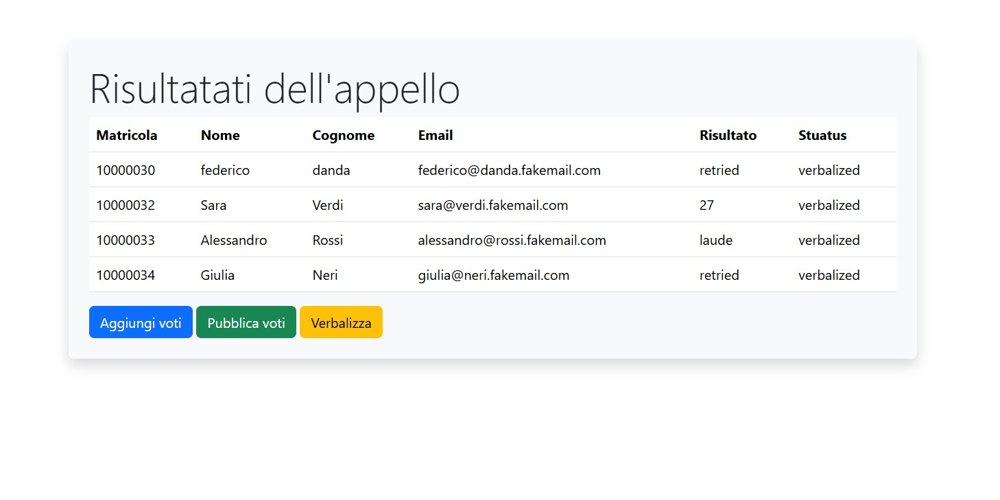 Risultatati dell'appello
Matricola Nome Cognome Email Risultato Stuatus
10000030 federico danda federico@danda.fakemail.com retried verbalized
10000032 Sara Verdi sara@verdi.fakemail.com 27 verbalized
10000033 Alessandro Rossi alessandro@rossi.fakemail.com laude verbalized
10000034 Giulia Neri giulia@neri.fakemail.com retried verbalized
Aggiungi voti Pubblica voti Verbalizza